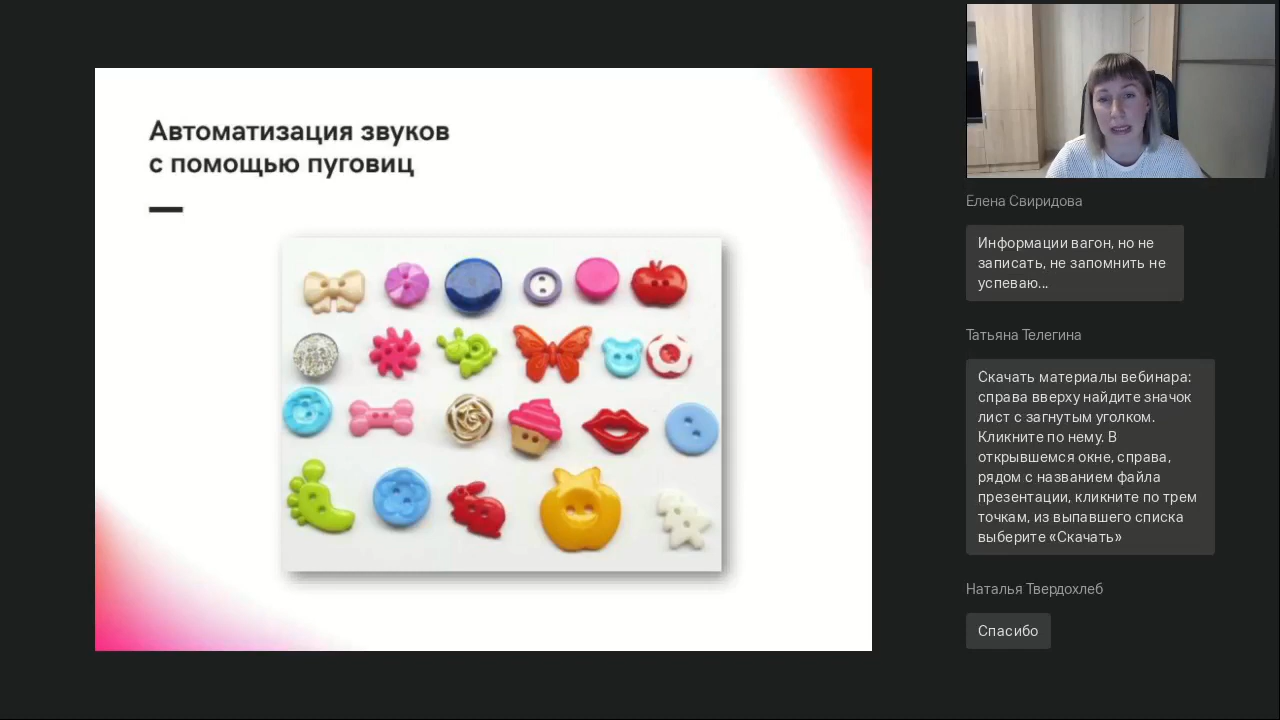 Автоматизация звуков
с помощью пуговиц
Елена Свиридова
Информации вагон, но не
записать, не запомнить не
успеваю...
Татьяна Телегина
Скачать материалы вебинара:
справа вверху найдите значок
лист с загнутым уголком.
Кликните по нему. В
открывшемся окне, справа,
рядом с названием файла
презентации, кликните по трем
точкам, из выпавшего списка
выберите «Скачать»
Наталья Твердохлеб
Спасибо